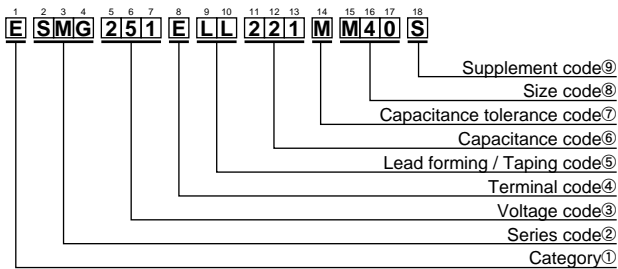 1 2 3 4 5 6 7 8 9 10 11 12 13 14 15 16 17 18
E SMG 251 E LL 221 M M40 S
Supplement code⑨
Size code⑧
Capacitance tolerance code⑦
Capacitance code⑥
Lead forming / Taping code⑤
Terminal code④
Voltage code③
Series code②
Category①